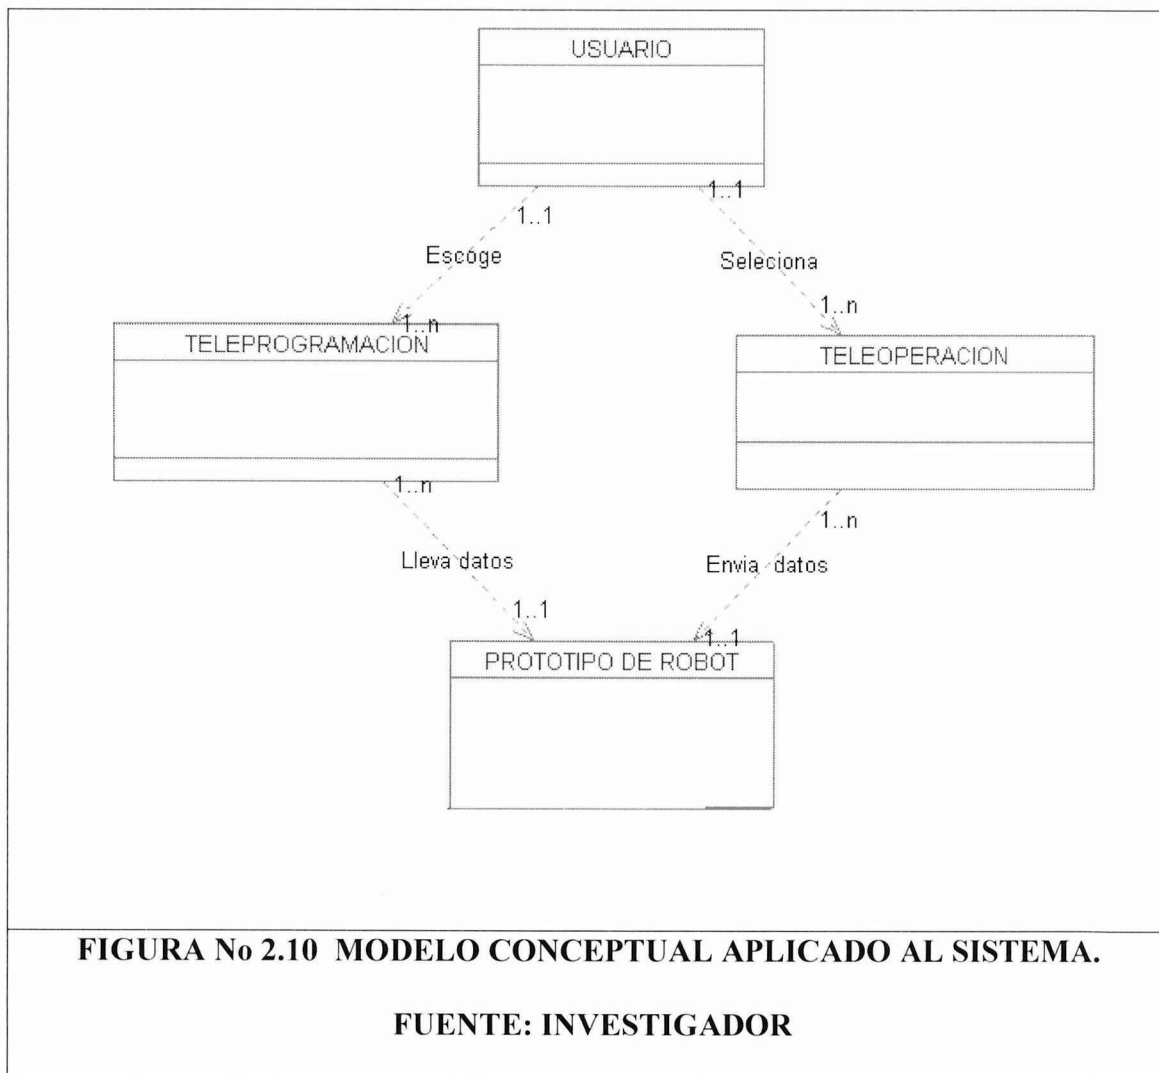 USUARIO
1..1
1..1
Escoge
Seleciona
1..n
1..n
TELEPROGRAMACION
TELEOPERACION
1..n
1..n
Lleva datos
Envia datos
1..1
1..1
PROTOTIPO DE ROBOT
FIGURA No 2.10 MODELO CONCEPTUAL APLICADO AL SISTEMA.
FUENTE: INVESTIGADOR